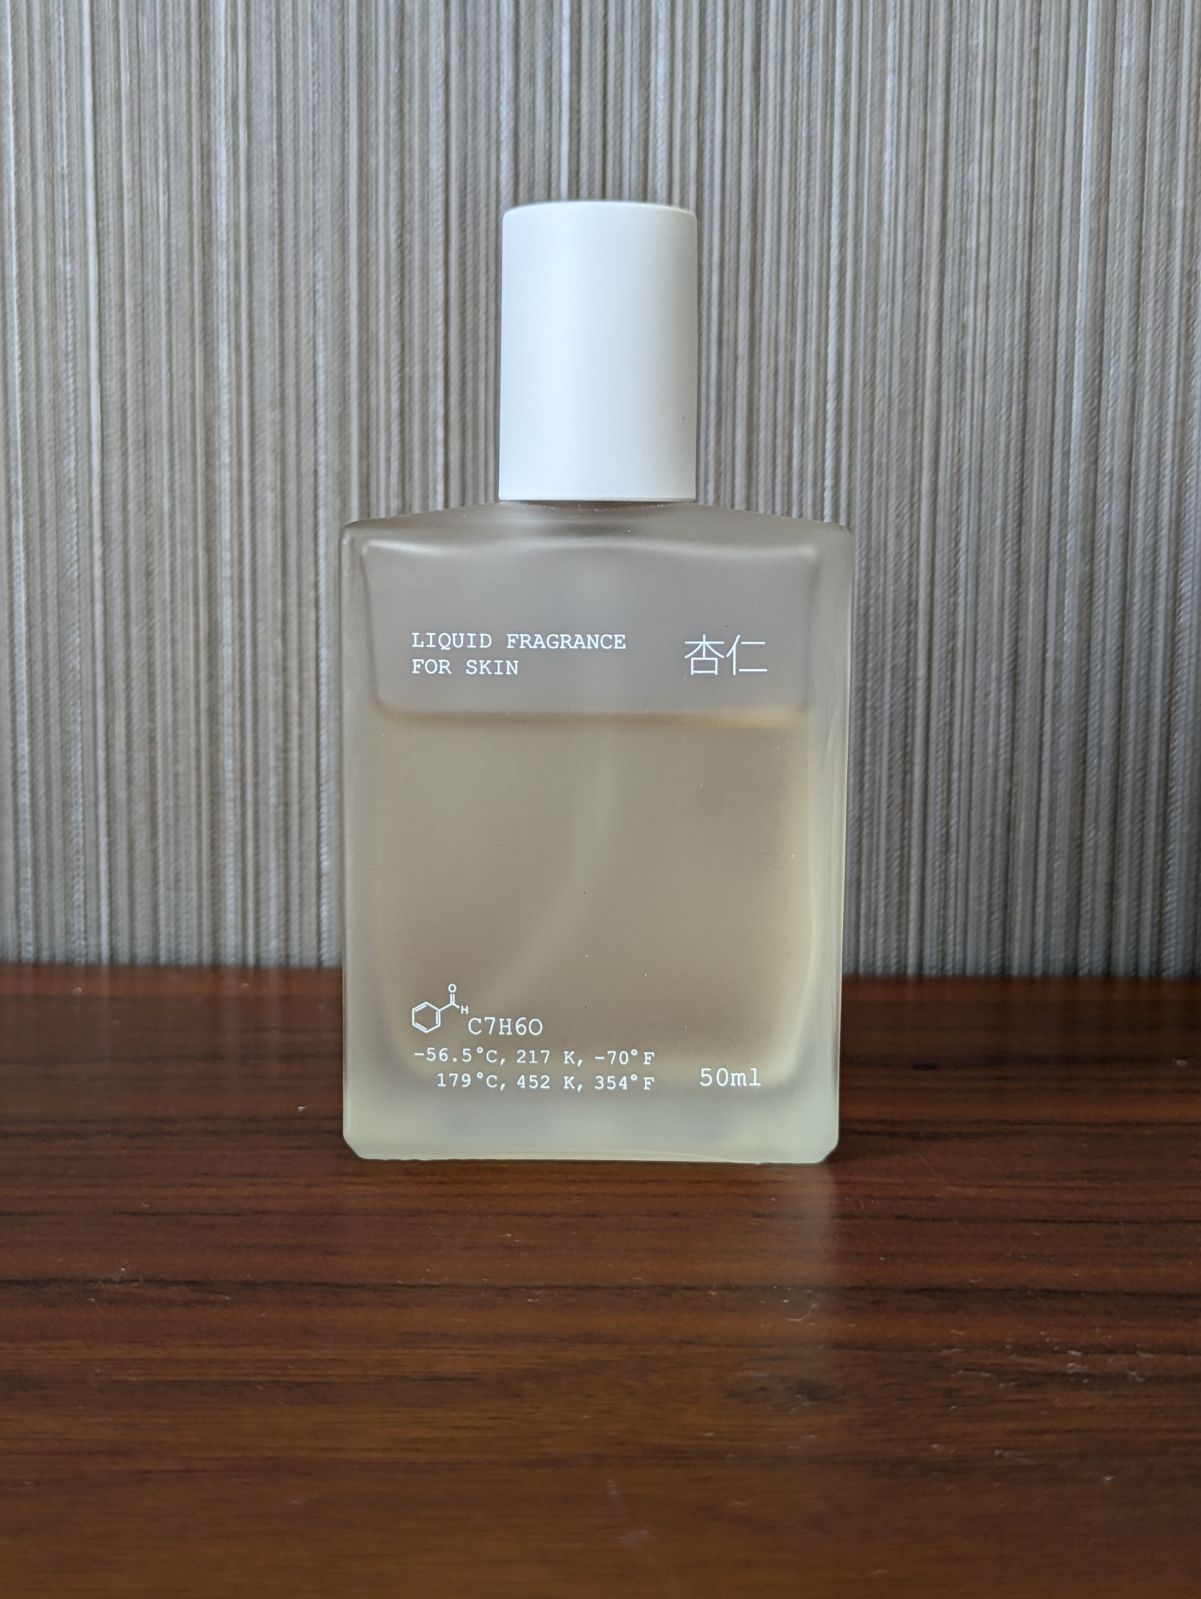 LIQUID FRAGRANCE
FOR SKIN
杏仁
O
H
C7H6O
-56.5°C, 217 K, -70°F
179°C, 452 K, 354°F
50ml